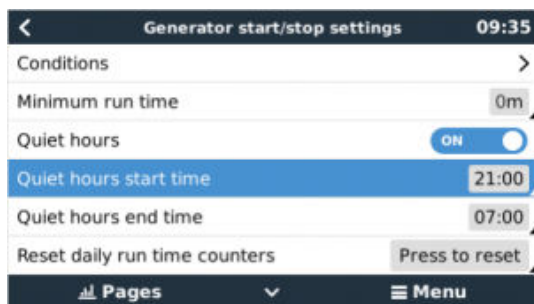 Generator start/stop settings 09:35
Conditions
Minimum run time 0m
Quiet hours ON
Quiet hours start time 21:00
Quiet hours end time 07:00
Reset daily run time counters Press to reset
Pages Menu